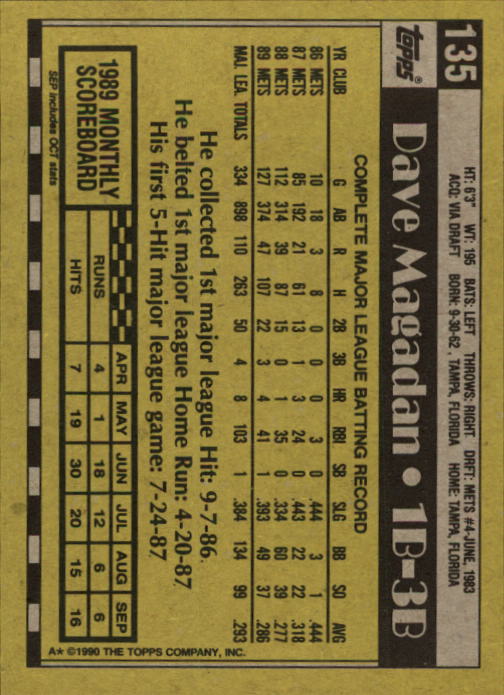 135
topps®
HT: 6'3" WT: 195 BATS: LEFT THROWS: RIGHT DRFT: METS #4-JUNE, 1983
ACQ: VIA DRAFT BORN: 9-30-62, TAMPA, FLORIDA HOME: TAMPA, FLORIDA
Dave Magadan • 1B-3B
COMPLETE MAJOR LEAGUE BATTING RECORD
YR CLUB G AB R H 2B 3B HR RBI SB SLG BB SO AVG
86 METS 10 18 3 8 0 0 0 3 0 .444 3 1 .444
87 METS 85 192 21 61 13 1 3 24 0 .443 22 22 .318
88 METS 112 314 39 87 15 0 1 35 0 .334 60 39 .277
89 METS 127 374 47 107 22 3 4 41 1 .393 49 37 .286
MAJ. LEA. TOTALS 334 898 110 263 50 4 8 103 1 .384 134 99 .293
He collected 1st major league Hit: 9-7-86.
He belted 1st major league Home Run: 4-20-87
His first 5-Hit major league game: 7-24-87
1989 MONTHLY
SCOREBOARD
APR MAY JUN JUL AUG SEP
RUNS 4 1 18 12 6 6
HITS 7 19 30 20 15 16
SEP includes OCT stats
A* ©1990 THE TOPPS COMPANY, INC.